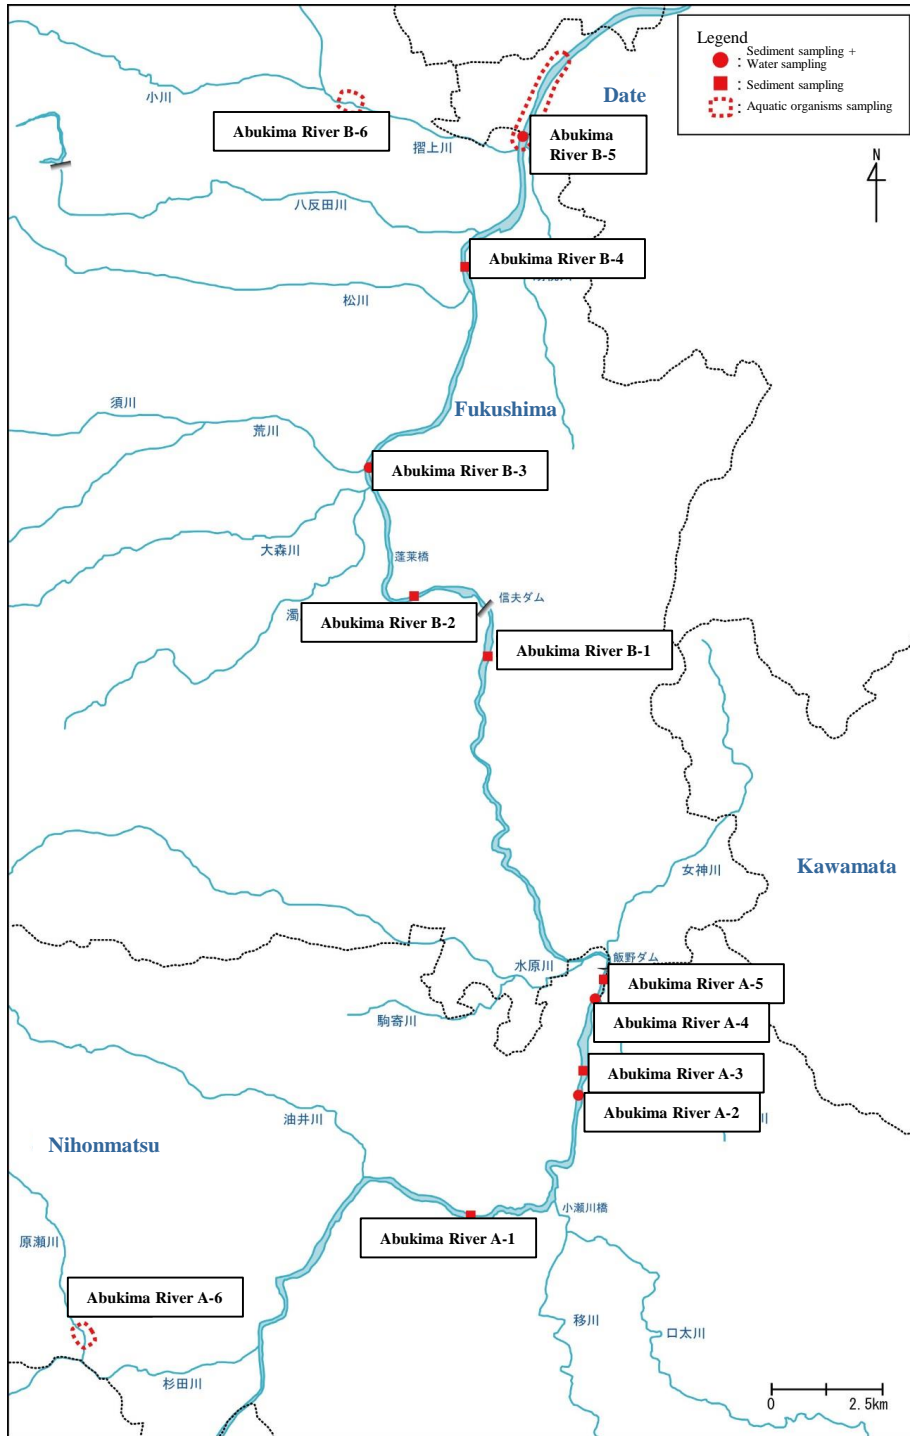 Legend
: Sediment sampling +
Water sampling
: Sediment sampling
: Aquatic organisms sampling
N
Date
小川
Abukima River B-6
摺上川
Abukima
River B-5
八反田川
Abukima River B-4
松川
須川
荒川
Fukushima
Abukima River B-3
大森川
蓬莱橋
信夫ダム
濁
Abukima River B-2
Abukima River B-1
女神川
Kawamata
水原川
飯野ダム
Abukima River A-5
駒寄川
Abukima River A-4
Abukima River A-3
Abukima River A-2
川
油井川
Nihonmatsu
小瀬川橋
Abukima River A-1
原瀬川
Abukima River A-6
移川
口太川
杉田川
0 2.5km